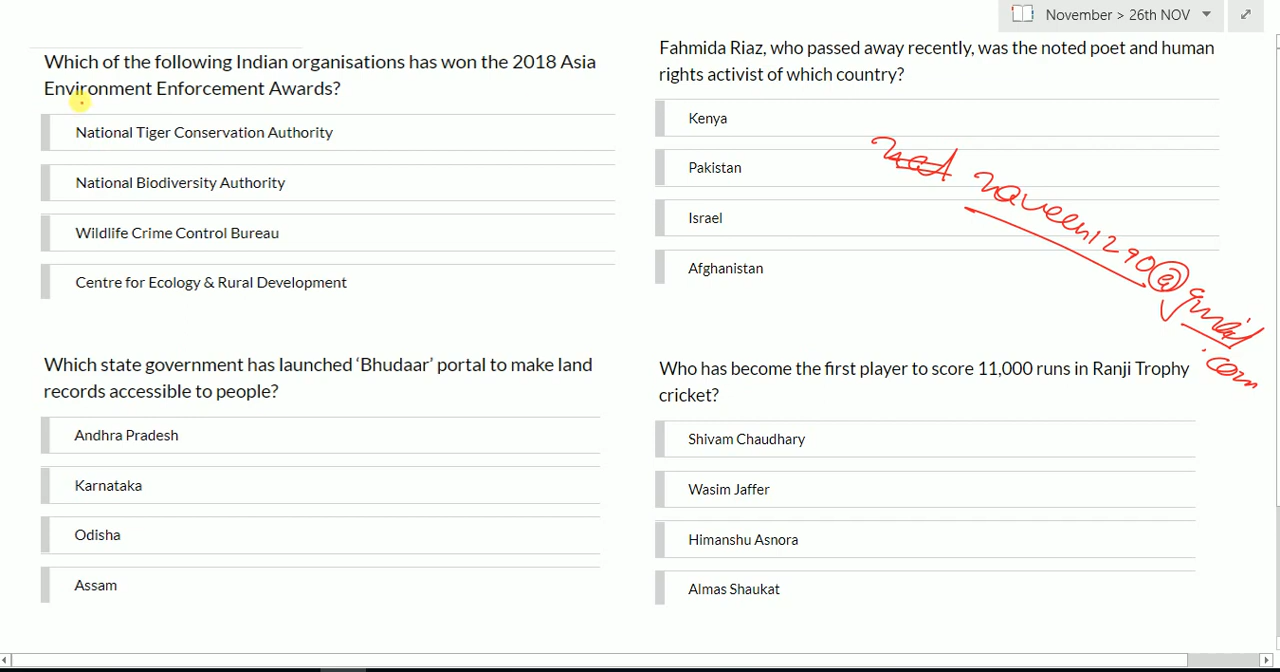 November > 26th NOV
Which of the following Indian organisations has won the 2018 Asia
Environment Enforcement Awards?
National Tiger Conservation Authority
National Biodiversity Authority
Wildlife Crime Control Bureau
Centre for Ecology & Rural Development
Fahmida Riaz, who passed away recently, was the noted poet and human
rights activist of which country?
Kenya
Pakistan
Israel
Afghanistan
naveen1290@gmail
.com
Which state government has launched ‘Bhudaar’ portal to make land
records accessible to people?
Andhra Pradesh
Karnataka
Odisha
Assam
Who has become the first player to score 11,000 runs in Ranji Trophy
cricket?
Shivam Chaudhary
Wasim Jaffer
Himanshu Asnora
Almas Shaukat